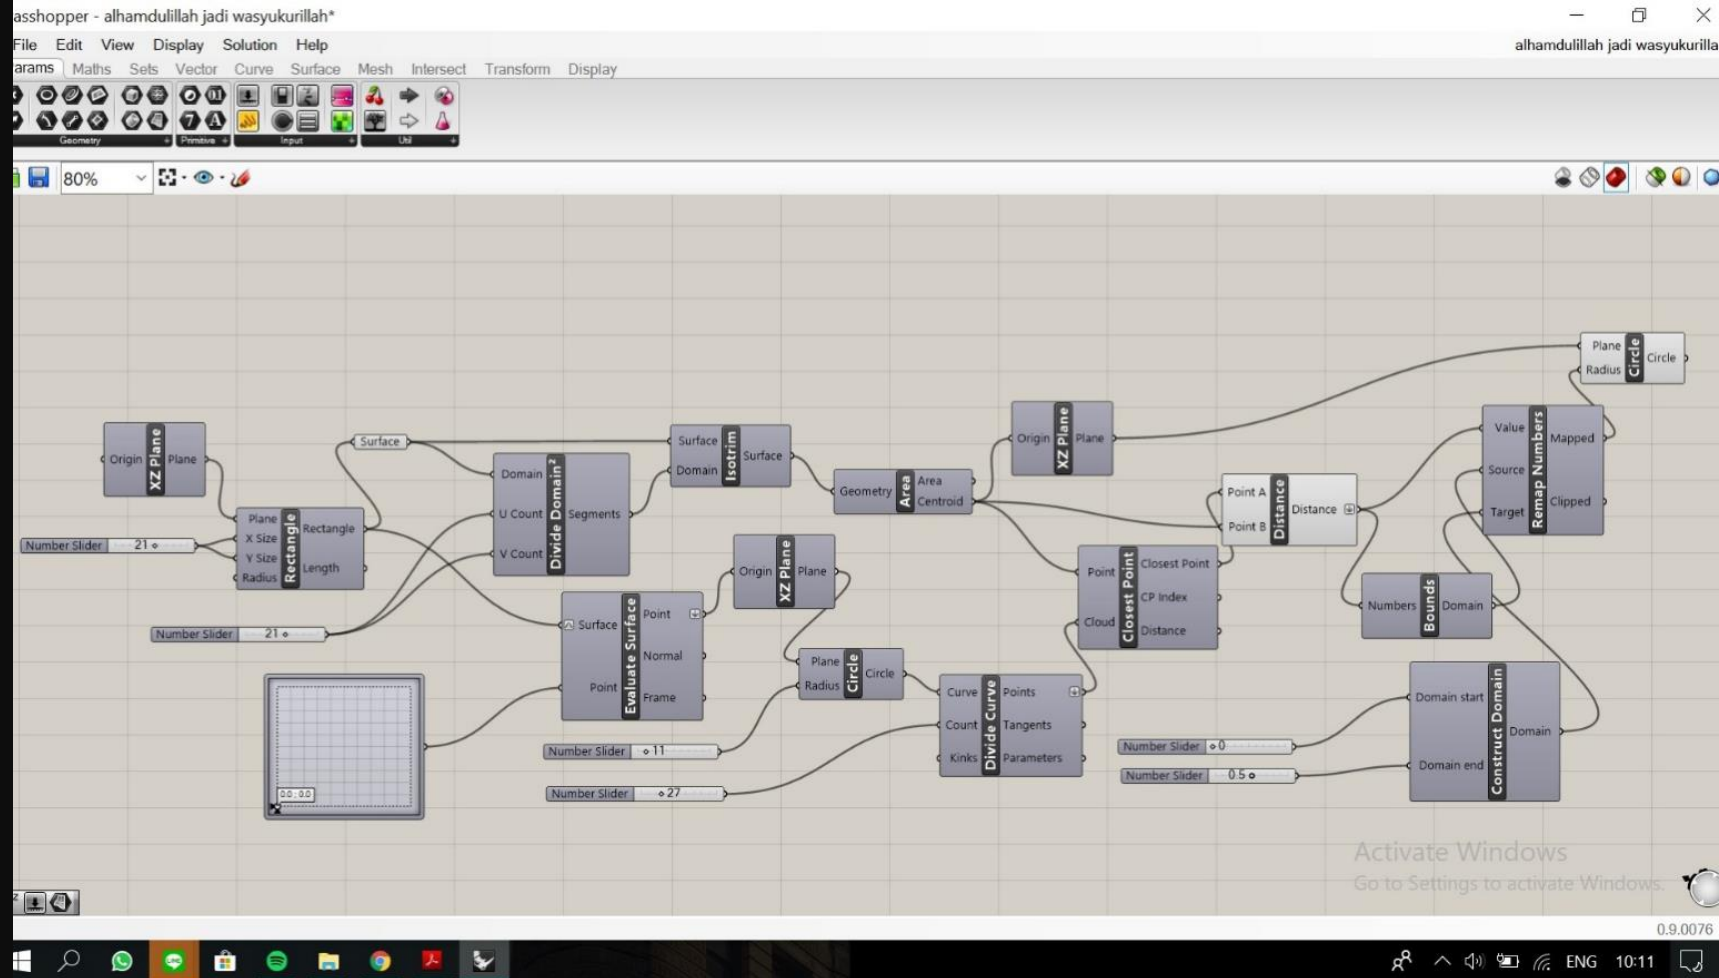 asshopper - alhamdulillah jadi wasyukurillah*
File Edit View Display Solution Help
alhamdulillah jadi wasyukurilla
arams Maths Sets Vector Curve Surface Mesh Intersect Transform Display
Geometry Primitive Input Util
80%
Origin XZ Plane Plane
Number Slider 21
Plane
X Size
Y Size
Radius
Rectangle
Rectangle
Length
Number Slider 21
0.0 : 0.0
Surface
Domain
U Count
V Count
Divide Domain²
Segments
Surface
Domain
Isotrim
Surface
Surface
Point
Evaluate Surface
Point
Normal
Frame
Origin XZ Plane Plane
Number Slider 11
Number Slider 27
Plane
Radius
Circle
Circle
Geometry
Area
Area
Centroid
Curve
Count
Kinks
Divide Curve
Points
Tangents
Parameters
Origin XZ Plane Plane
Point
Cloud
Closest Point
Closest Point
CP Index
Distance
Point A
Point B
Distance
Distance
Number Slider 0
Number Slider 0.5
Numbers Bounds Domain
Domain start
Domain end
Construct Domain
Domain
Value
Source
Target
Remap Numbers
Mapped
Clipped
Plane
Radius
Circle
Circle
Activate Windows
Go to Settings to activate Windows.
0.9.0076
ENG 10:11